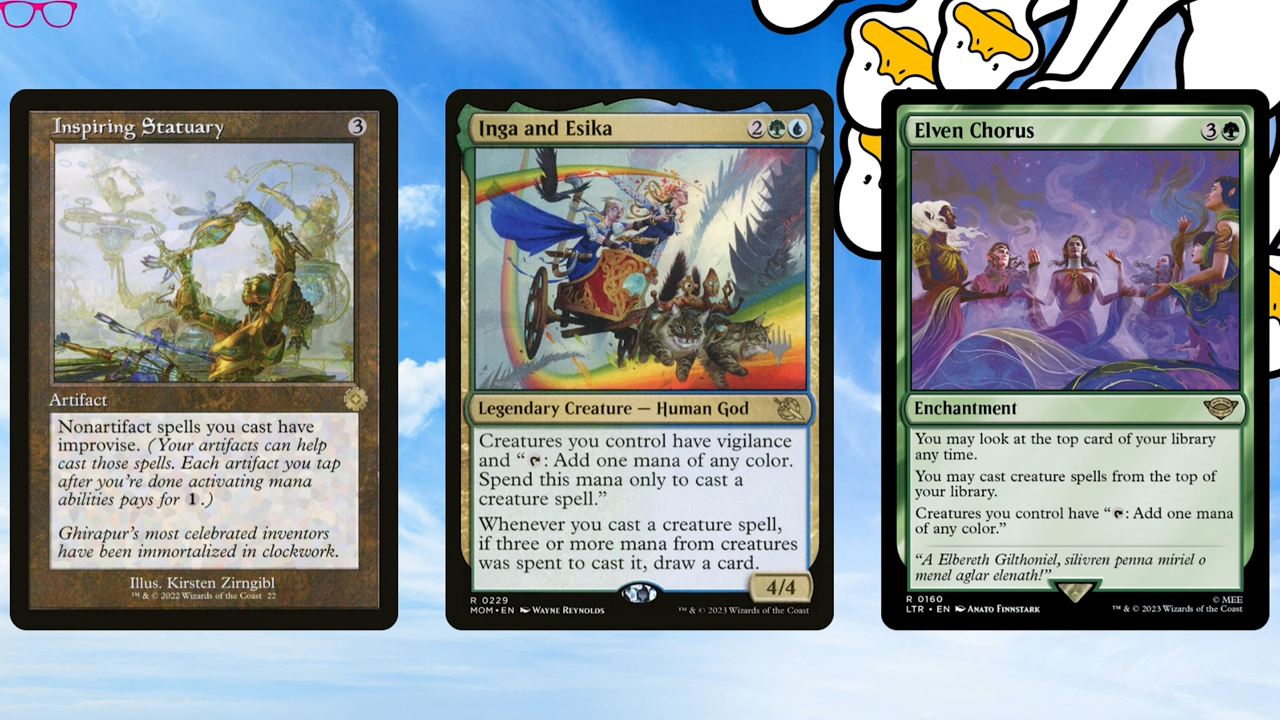 Inspiring Statuary 3
Artifact
Nonartifact spells you cast have
improvise. (Your artifacts can help
cast those spells. Each artifact you tap
after you're done activating mana
abilities pays for 1.)
Ghirapur's most celebrated inventors
have been immortalized in clockwork.
Illus. Kirsten Zirngibl
™ & © 2022 Wizards of the Coast 22
Inga and Esika 2
Legendary Creature — Human God
Creatures you control have vigilance
and “: Add one mana of any color.
Spend this mana only to cast a
creature spell.”
Whenever you cast a creature spell,
if three or more mana from creatures
was spent to cast it, draw a card.
4/4
R 0229
MOM • EN Wayne Reynolds
™ & © 2023 Wizards of the Coast
Elven Chorus 3
Enchantment
You may look at the top card of your library
any time.
You may cast creature spells from the top of
your library.
Creatures you control have “: Add one mana
of any color.”
“A Elbereth Gilthoniel, silivren penna míriel o
menel aglar elenath!”
R 0160
LTR • EN Anato Finnstark
© MEE
™ & © 2023 Wizards of the Coast